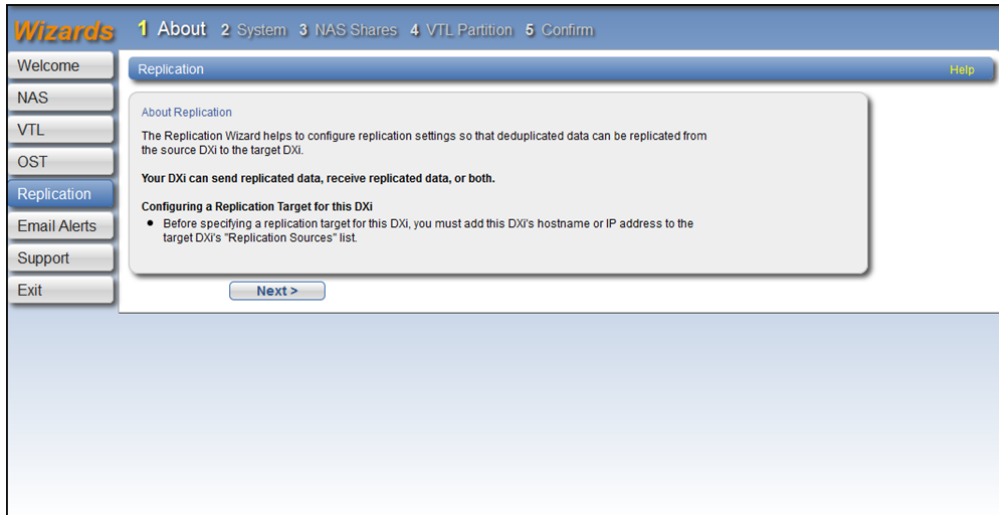 Wizards
1 About 2 System 3 NAS Shares 4 VTL Partition 5 Confirm
Welcome
NAS
VTL
OST
Replication
Email Alerts
Support
Exit
Replication
Help
About Replication
The Replication Wizard helps to configure replication settings so that deduplicated data can be replicated from
the source DXi to the target DXi.
Your DXi can send replicated data, receive replicated data, or both.
Configuring a Replication Target for this DXi
• Before specifying a replication target for this DXi, you must add this DXi's hostname or IP address to the
target DXi's "Replication Sources" list.
Next >